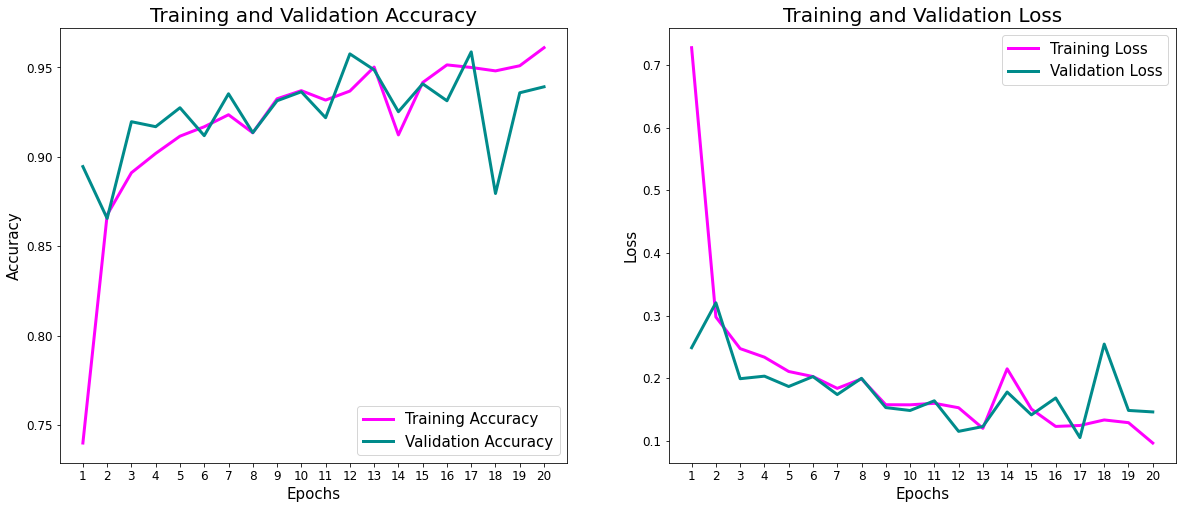 Training and Validation Accuracy
Accuracy
0.95
0.90
0.85
0.80
0.75
Training Accuracy
Validation Accuracy
1 2 3 4 5 6 7 8 9 10 11 12 13 14 15 16 17 18 19 20
Epochs
Training and Validation Loss
Loss
0.7
0.6
0.5
0.4
0.3
0.2
0.1
Training Loss
Validation Loss
1 2 3 4 5 6 7 8 9 10 11 12 13 14 15 16 17 18 19 20
Epochs